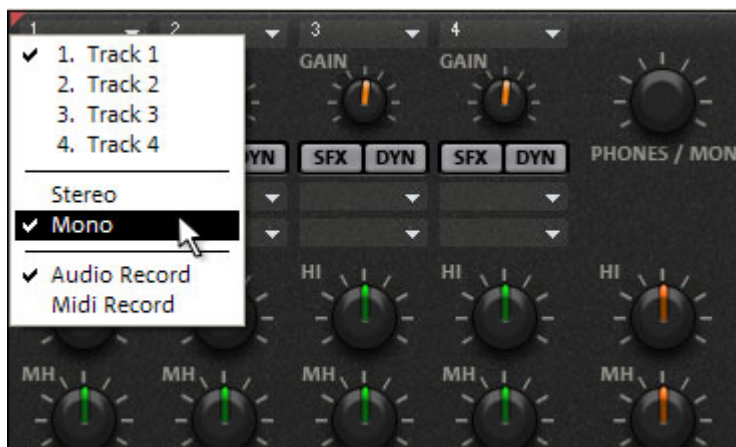 1 2 3 4
✔ 1. Track 1
2. Track 2
3. Track 3
4. Track 4
Stereo
✔ Mono
✔ Audio Record
Midi Record
GAIN GAIN
YN SFX DYN SFX DYN PHONES / MON
HI HI HI
MH MH MH MH MH